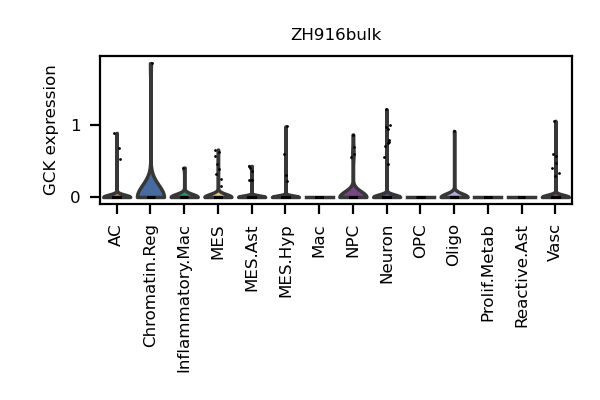 ZH916bulk
GCK expression
1
0
AC
Chromatin.Reg
Inflammatory.Mac
MES
MES.Ast
MES.Hyp
Mac
NPC
Neuron
OPC
Oligo
Prolif.Metab
Reactive.Ast
Vasc